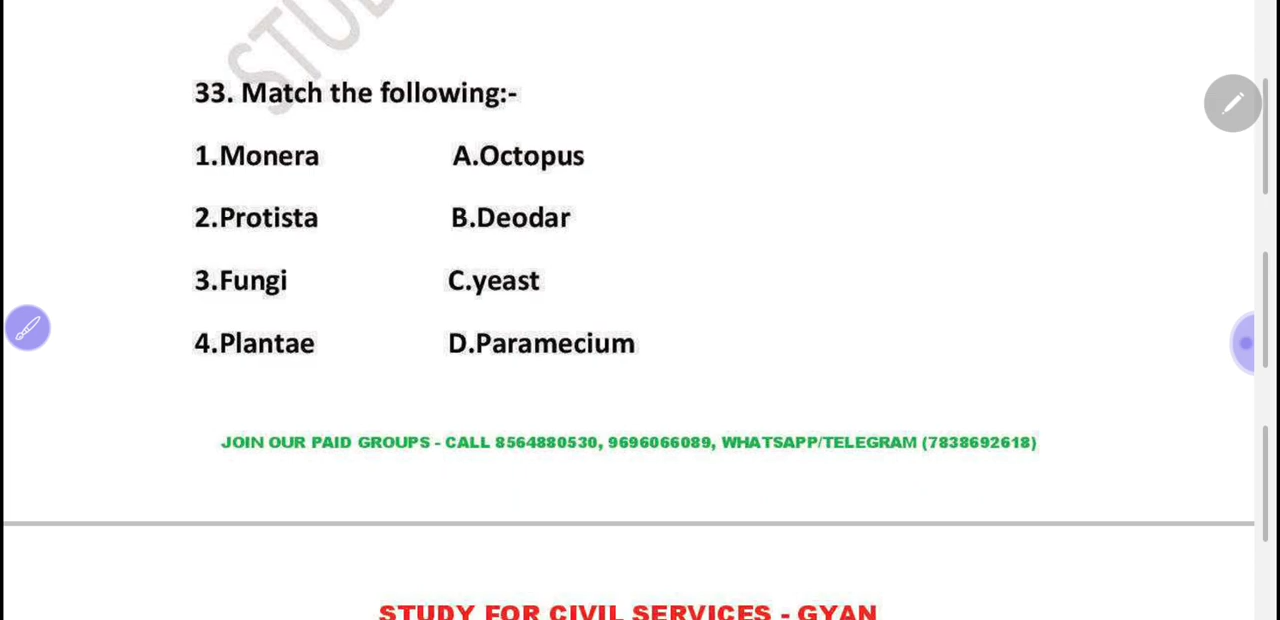 33. Match the following:-
1.Monera A.Octopus
2.Protista B.Deodar
3.Fungi C.yeast
4.Plantae D.Paramecium
JOIN OUR PAID GROUPS - CALL 8564880530, 9696066089, WHATSAPP/TELEGRAM (7838692618)
STUDY FOR CIVIL SERVICES - GYAN